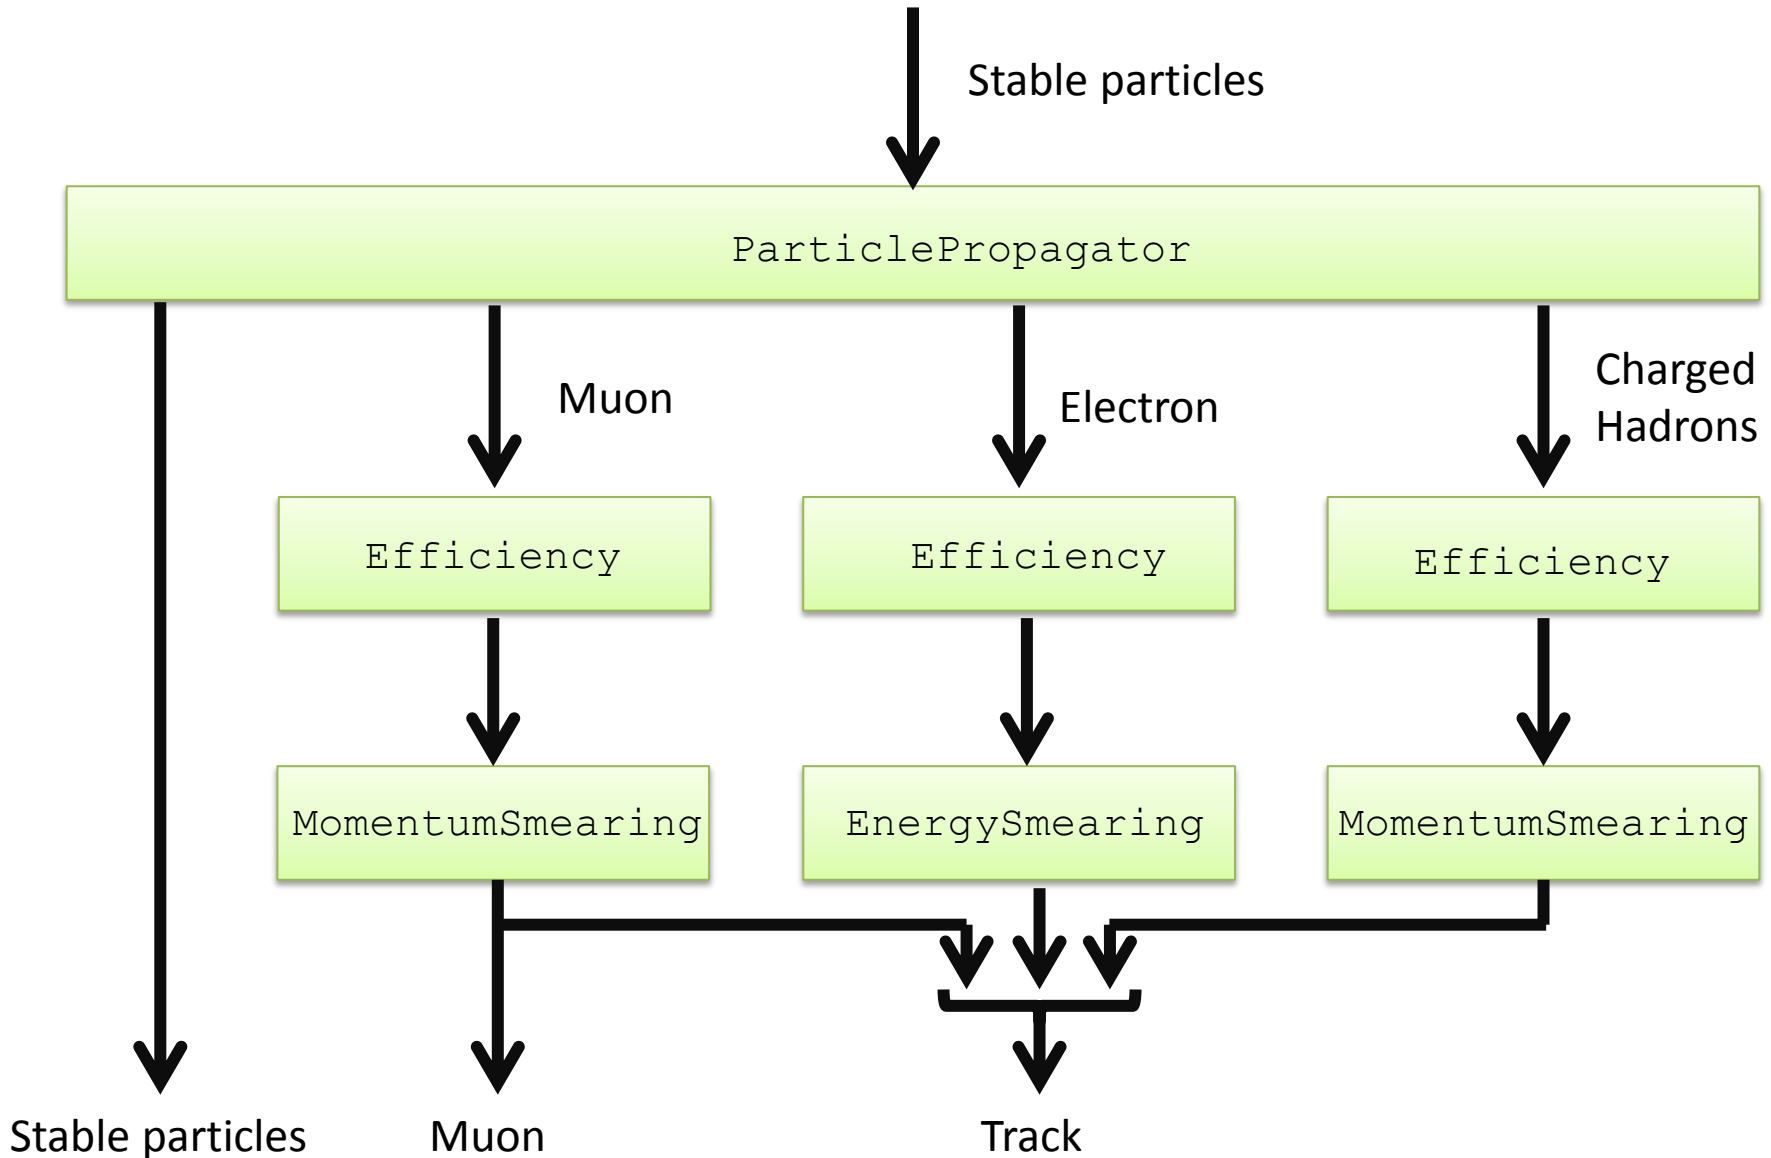 Stable particles
ParticlePropagator
Muon
Electron
Charged
Hadrons
Efficiency
Efficiency
Efficiency
MomentumSmearing
EnergySmearing
MomentumSmearing
Stable particles
Muon
Track